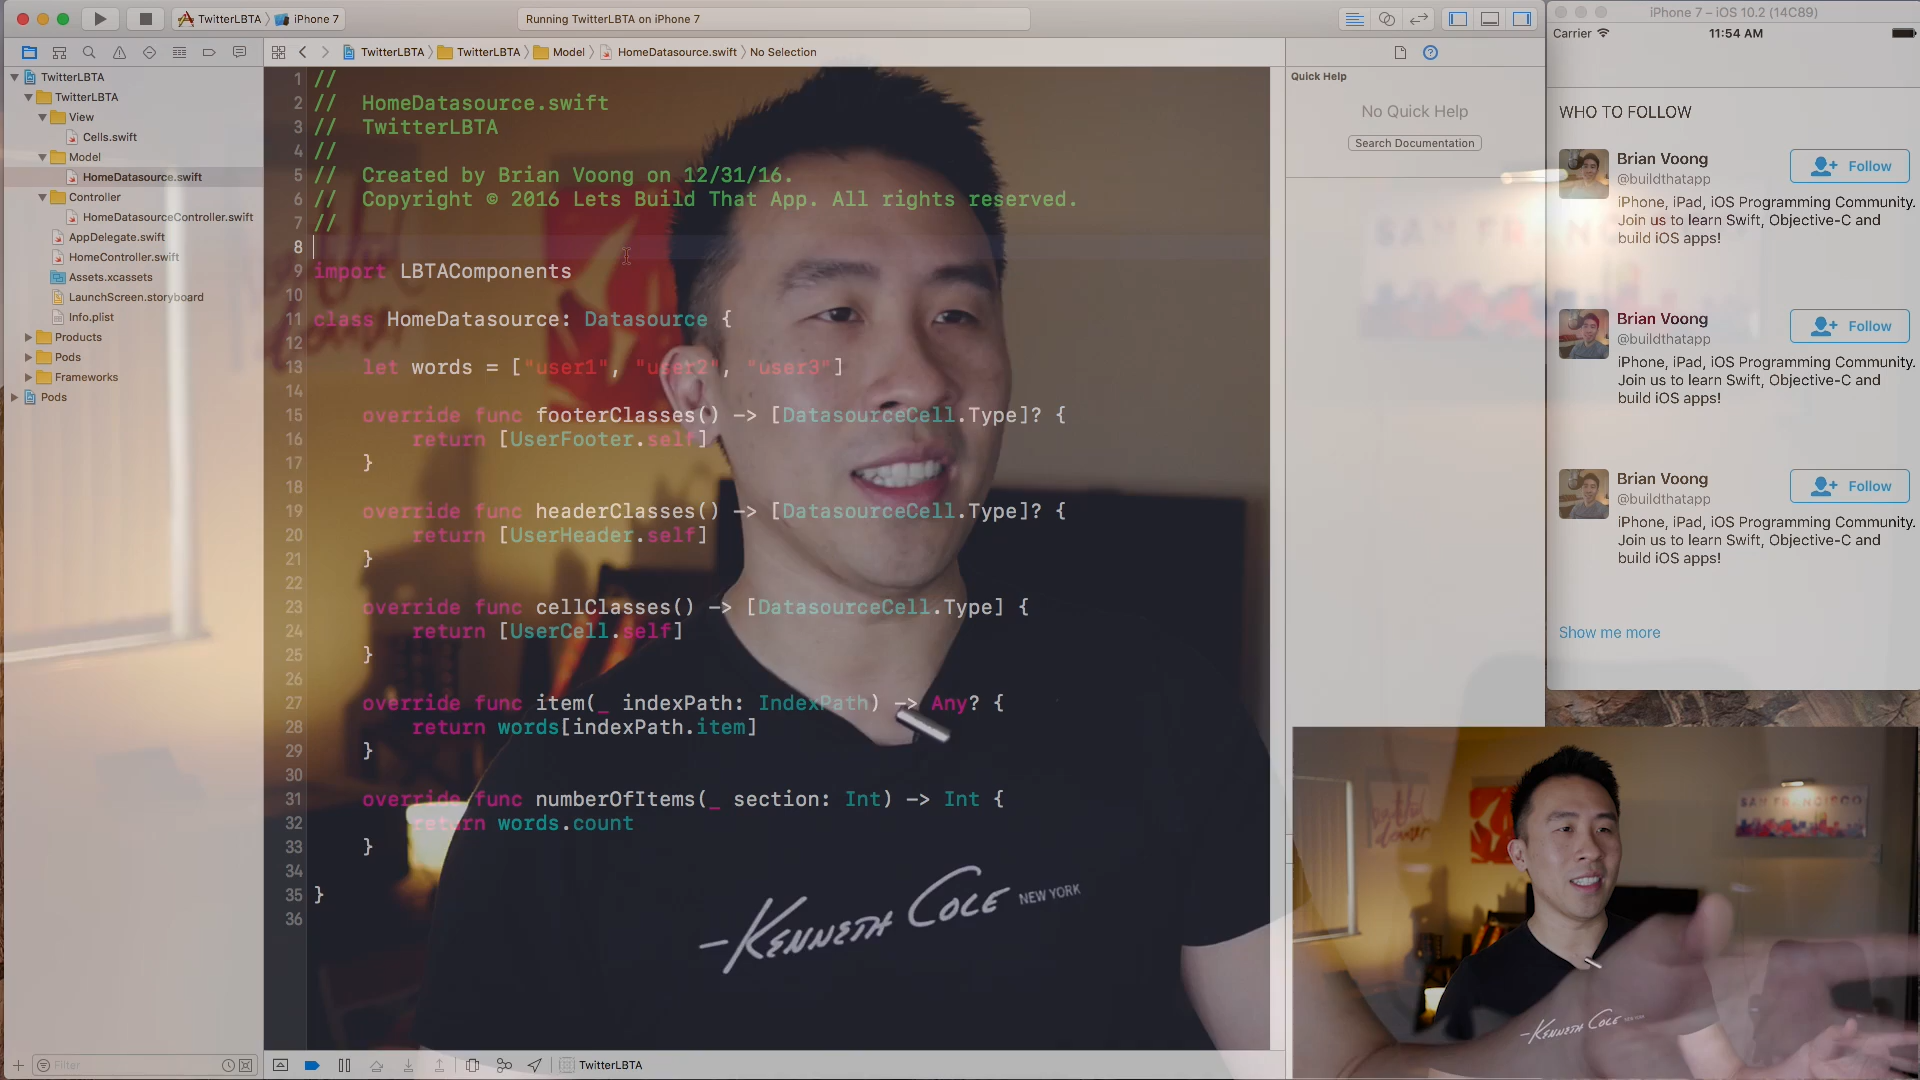 TwitterLBTA
iPhone 7
Running TwitterLBTA on iPhone 7
iPhone 7 – iOS 10.2 (14C89)
Carrier
11:54 AM
TwitterLBTA
TwitterLBTA
Model
HomeDatasource.swift
No Selection
TwitterLBTA
TwitterLBTA
View
Cells.swift
Model
HomeDatasource.swift
Controller
HomeDatasourceController.swift
AppDelegate.swift
HomeController.swift
Assets.xcassets
LaunchScreen.storyboard
Info.plist
Products
Pods
Frameworks
Pods
Filter
1 //
2 //  HomeDatasource.swift
3 //  TwitterLBTA
4 //
5 //  Created by Brian Voong on 12/31/16.
6 //  Copyright © 2016 Lets Build That App. All rights reserved.
7 //
8
9 import LBTAComponents
10
11 class HomeDatasource: Datasource {
12
13     let words = ["user1", "user2", "user3"]
14
15     override func footerClasses() -> [DatasourceCell.Type]? {
16         return [UserFooter.self]
17     }
18
19     override func headerClasses() -> [DatasourceCell.Type]? {
20         return [UserHeader.self]
21     }
22
23     override func cellClasses() -> [DatasourceCell.Type] {
24         return [UserCell.self]
25     }
26
27     override func item(_ indexPath: IndexPath) -> Any? {
28         return words[indexPath.item]
29     }
30
31     override func numberOfItems(_ section: Int) -> Int {
32         return words.count
33     }
34
35 }
36
TwitterLBTA
Quick Help
No Quick Help
Search Documentation
WHO TO FOLLOW
Brian Voong
@buildthatapp
Follow
iPhone, iPad, iOS Programming Community.
Join us to learn Swift, Objective-C and
build iOS apps!
Brian Voong
@buildthatapp
Follow
iPhone, iPad, iOS Programming Community.
Join us to learn Swift, Objective-C and
build iOS apps!
Brian Voong
@buildthatapp
Follow
iPhone, iPad, iOS Programming Community.
Join us to learn Swift, Objective-C and
build iOS apps!
Show me more
SAN FRANCISCO
KENNETH COLE NEW YORK
beautiful
SAN FRANCISCO
KENNETH COLE NEW YORK